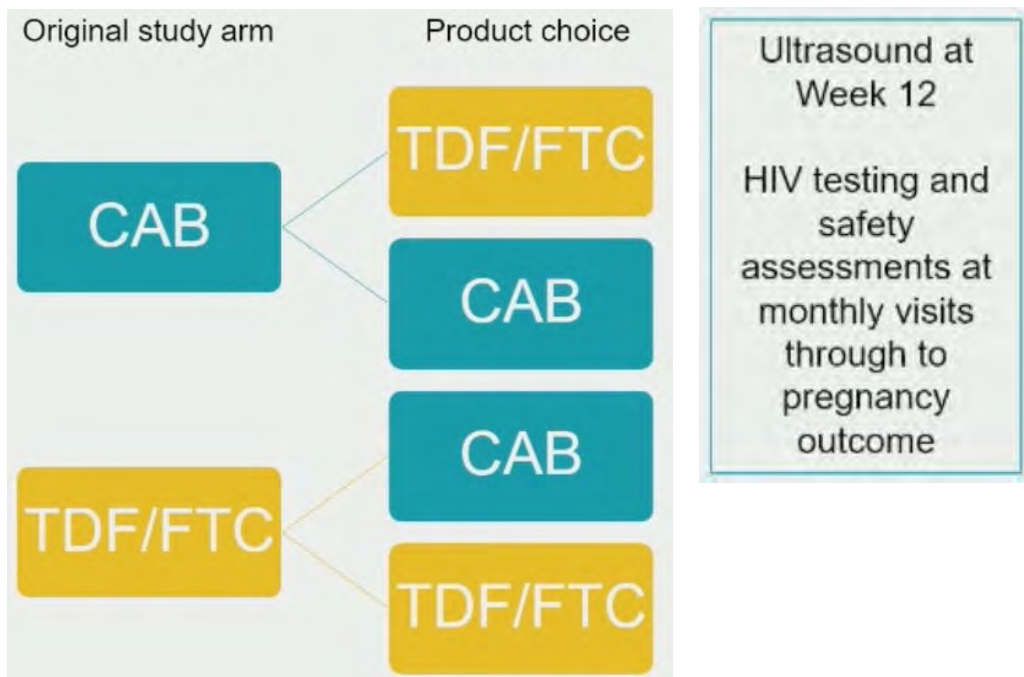 Original study arm
Product choice
TDF/FTC
CAB
CAB
CAB
TDF/FTC
TDF/FTC
Ultrasound at
Week 12
HIV testing and
safety
assessments at
monthly visits
through to
pregnancy
outcome